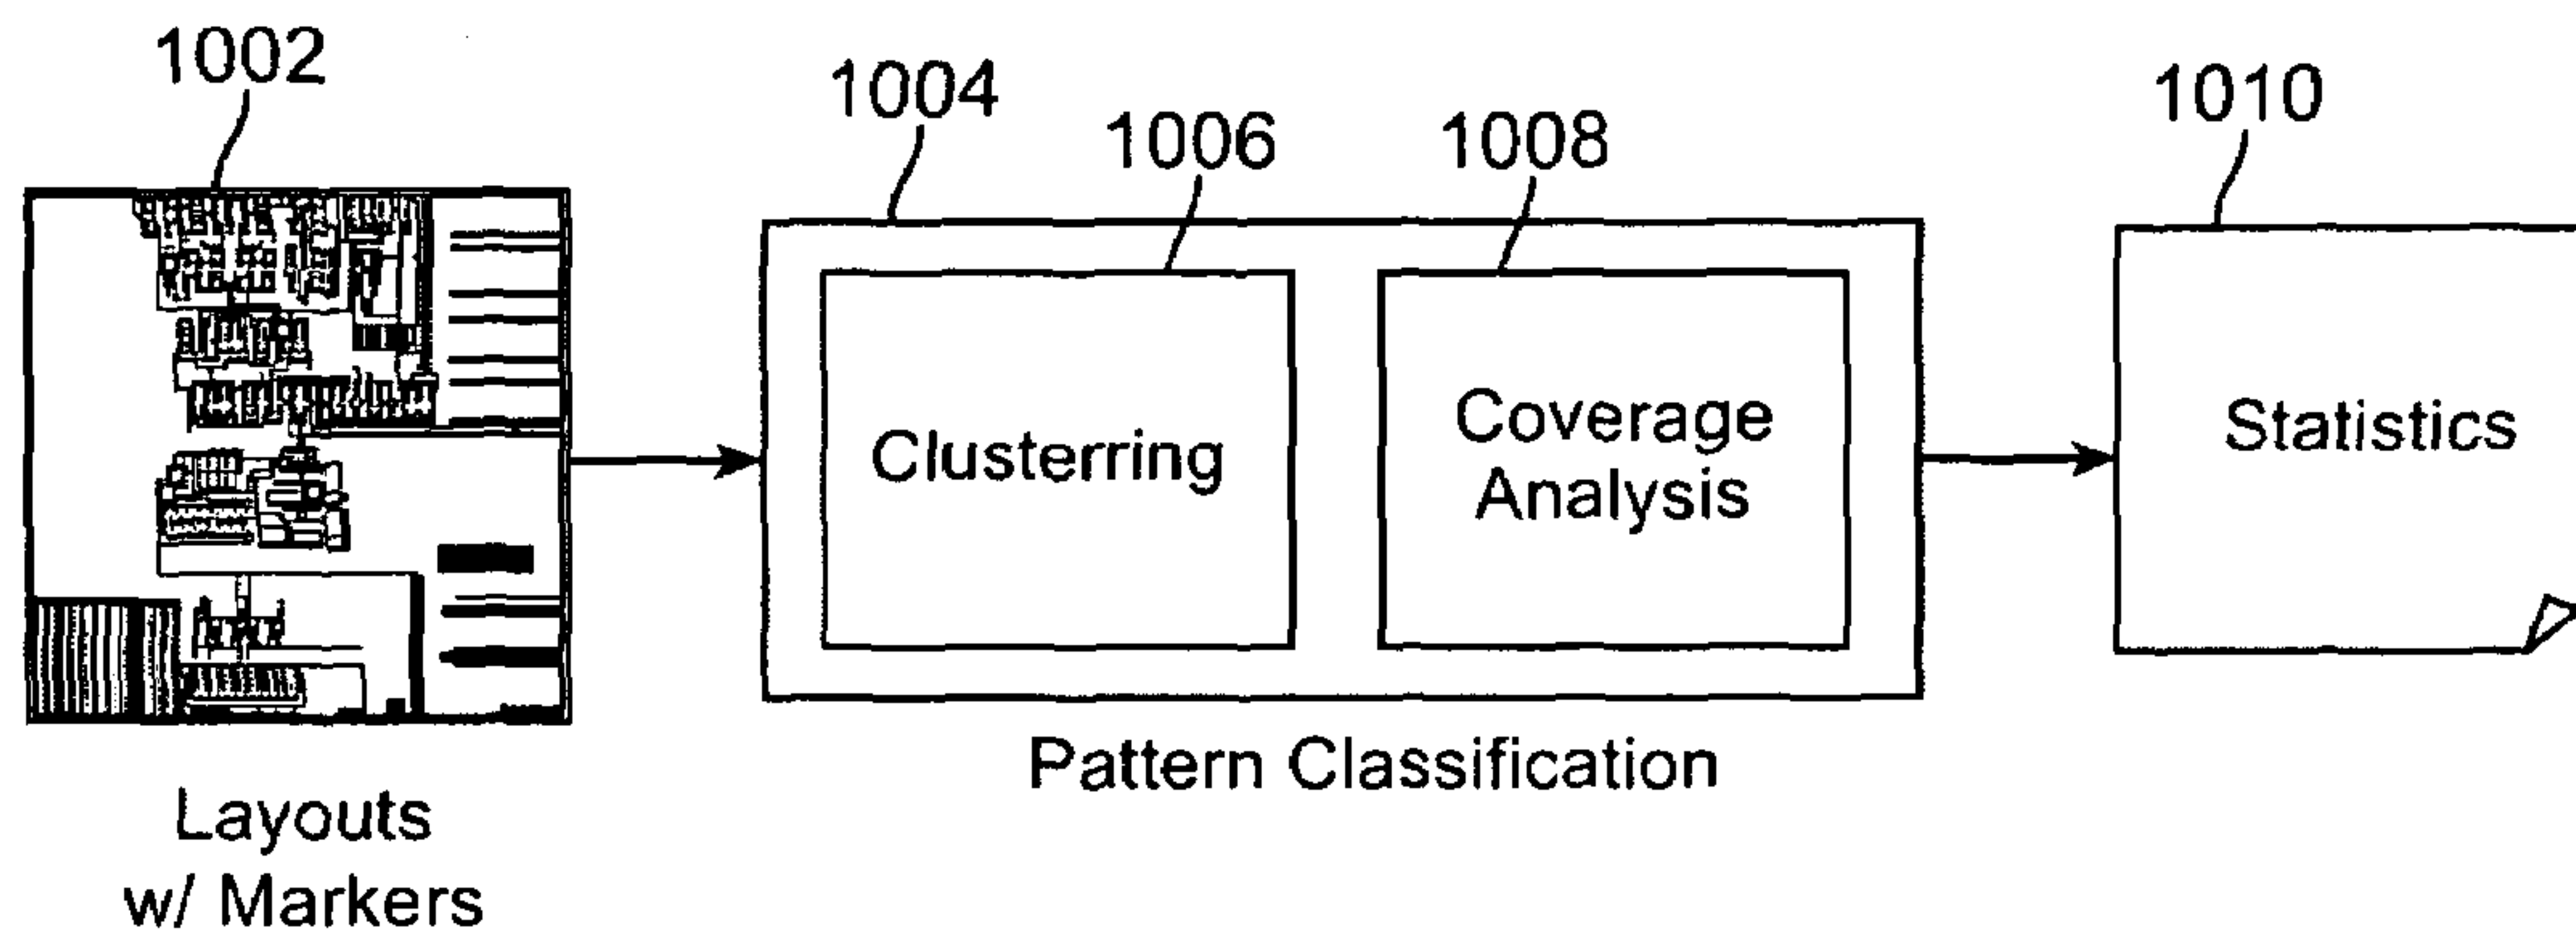 1002
1004
1006
1008
1010
Clusterring
Coverage
Analysis
Statistics
Pattern Classification
Layouts
w/ Markers